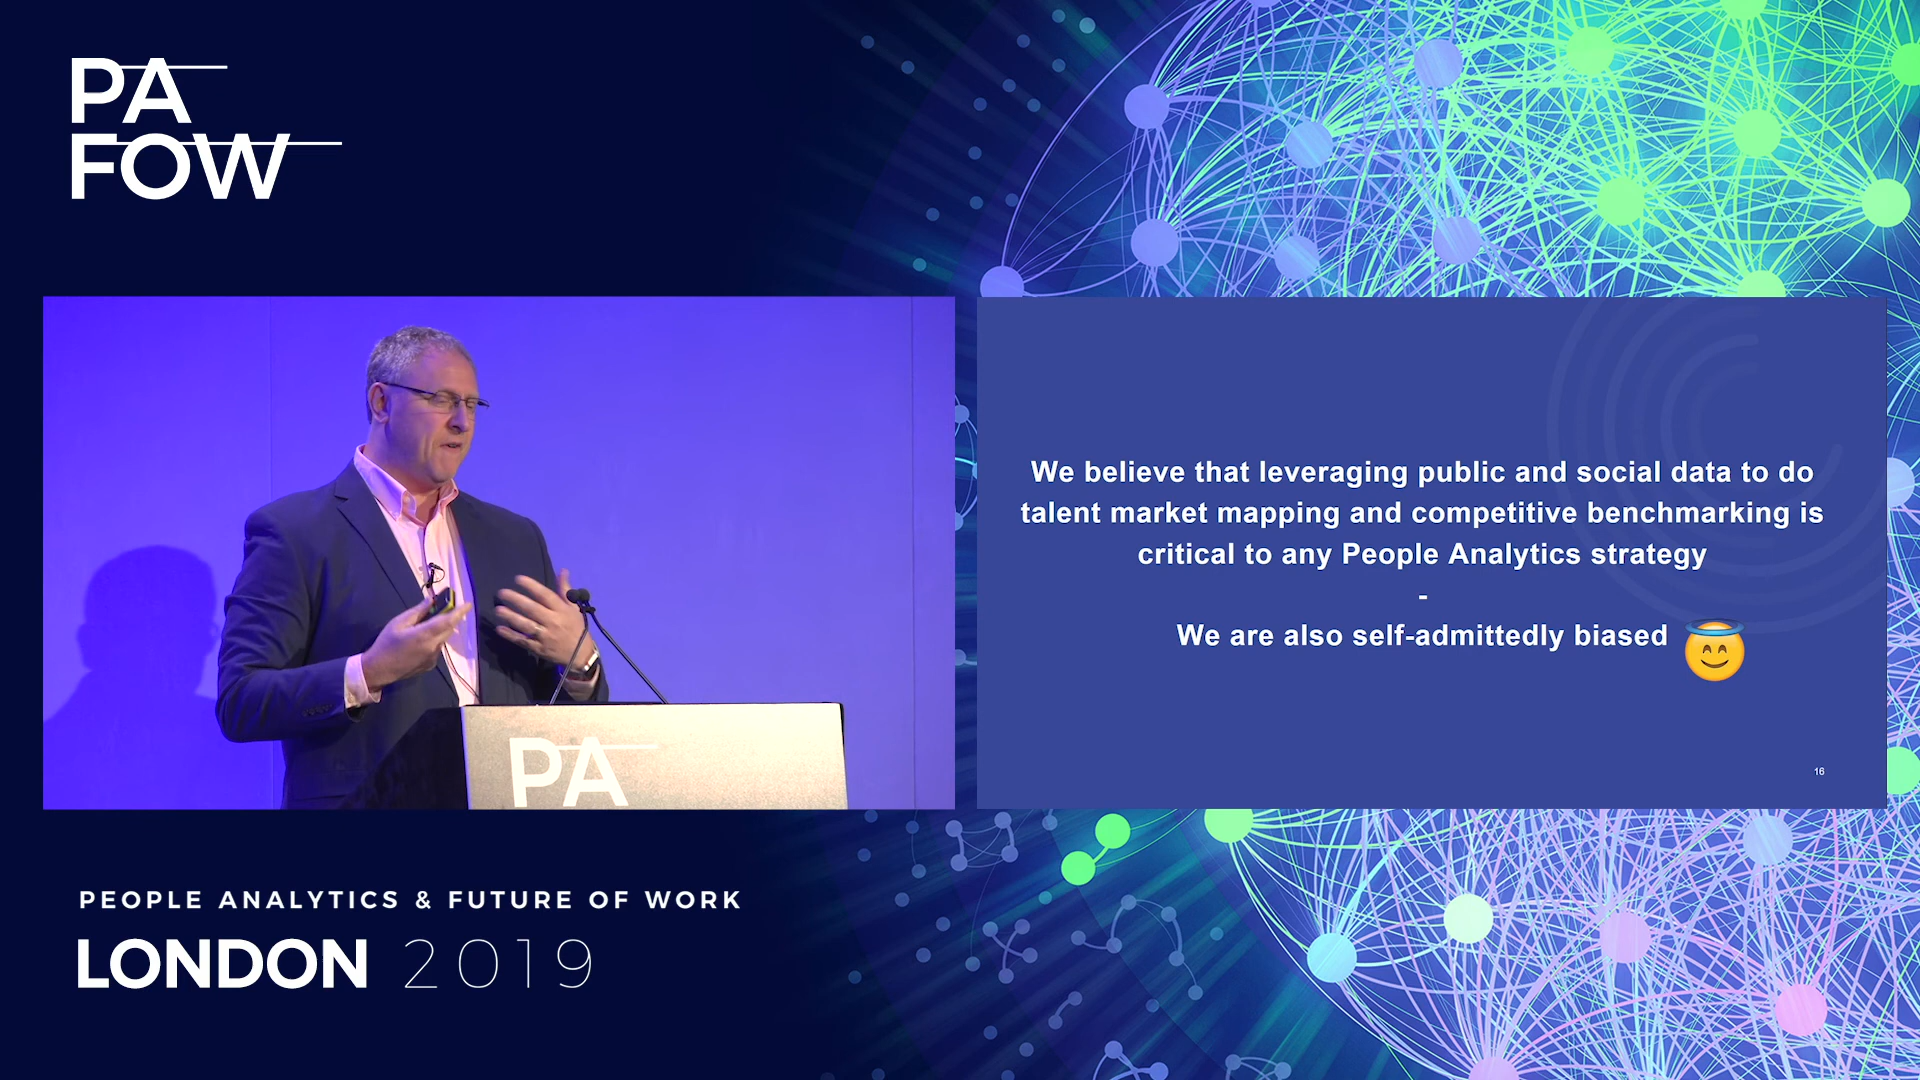 PA
FOW
We believe that leveraging public and social data to do
talent market mapping and competitive benchmarking is
critical to any People Analytics strategy
-
We are also self-admittedly biased
16
PA
PEOPLE ANALYTICS & FUTURE OF WORK
LONDON 2019